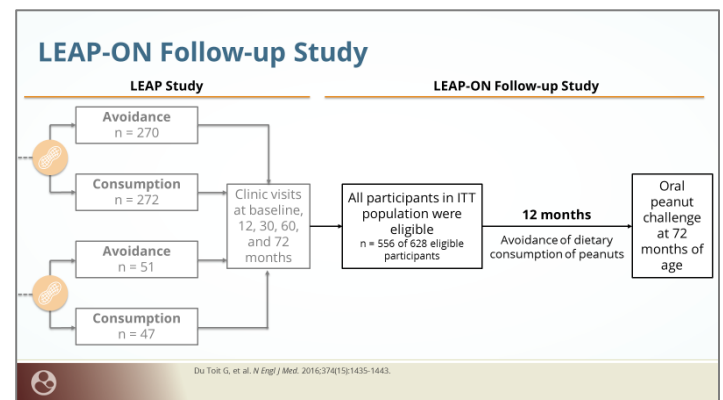 LEAP-ON Follow-up Study
LEAP Study
LEAP-ON Follow-up Study
Avoidance
n = 270
Consumption
n = 272
Avoidance
n = 51
Consumption
n = 47
Clinic visits
at baseline,
12, 30, 60,
and 72
months
All participants in ITT
population were
eligible
n = 556 of 628 eligible
participants
12 months
Avoidance of dietary
consumption of peanuts
Oral
peanut
challenge
at 72
months of
age
Du Toit G, et al. N Engl J Med. 2016;374(15):1435-1443.